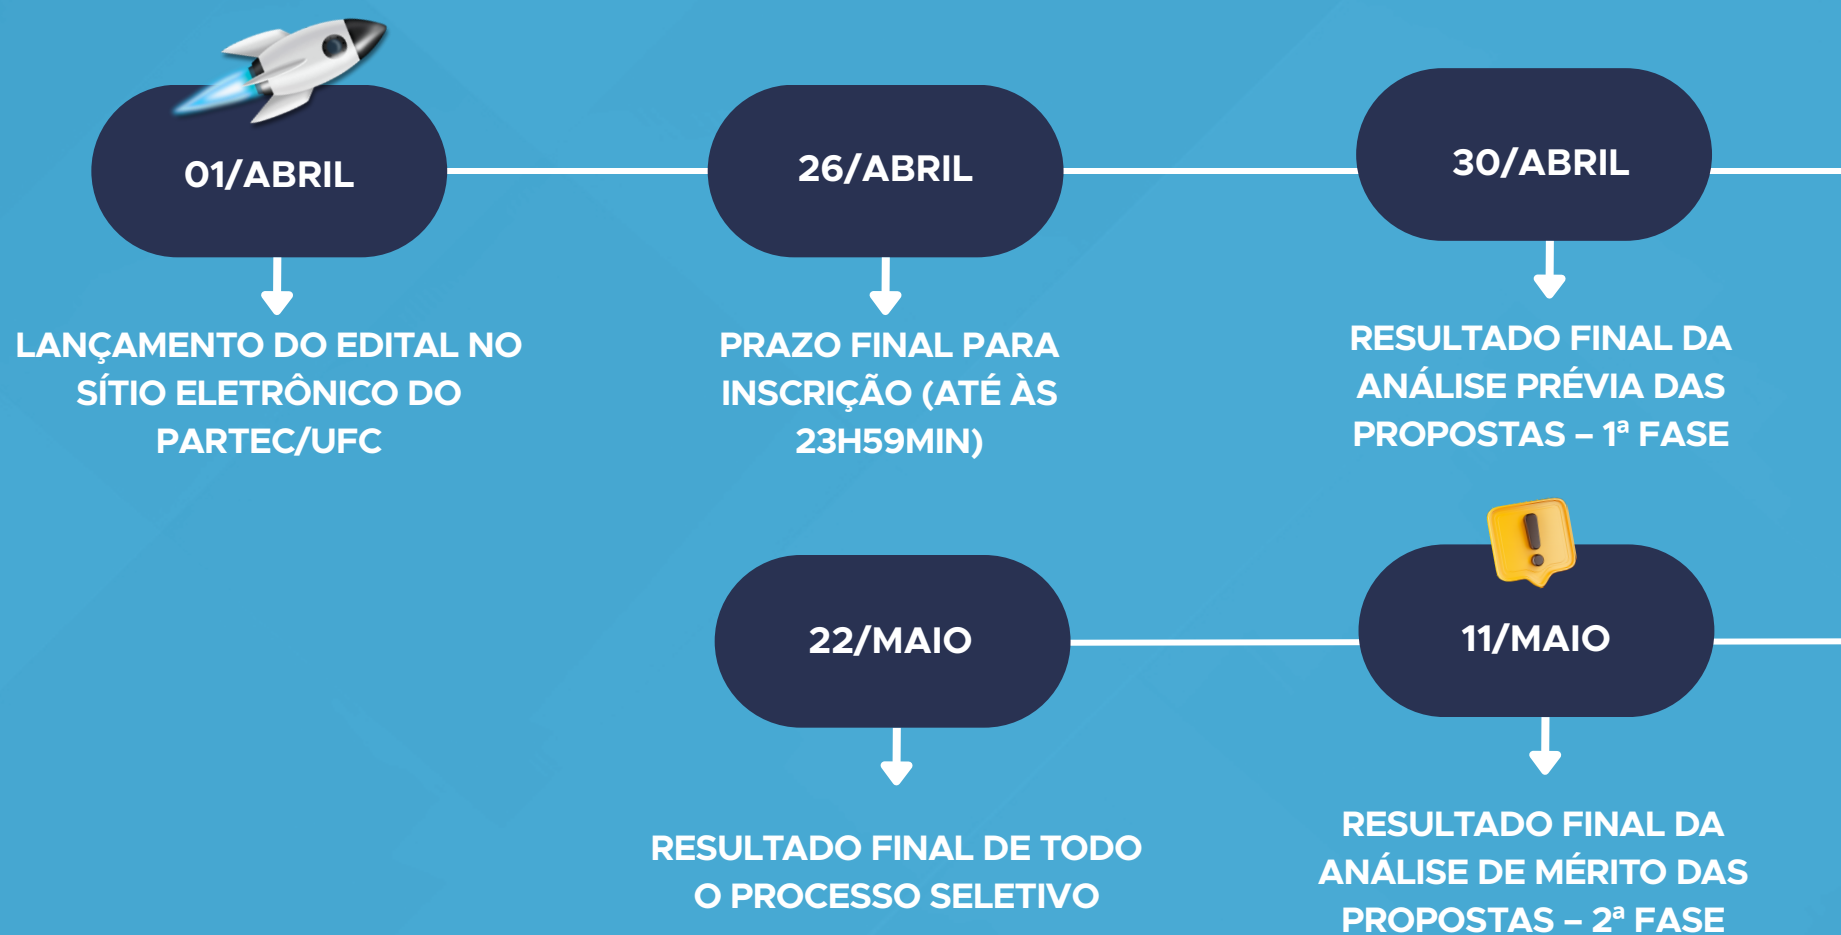 01/ABRIL
LANÇAMENTO DO EDITAL NO
SÍTIO ELETRÔNICO DO
PARTEC/UFC
26/ABRIL
PRAZO FINAL PARA
INSCRIÇÃO (ATÉ ÀS
23H59MIN)
30/ABRIL
RESULTADO FINAL DA
ANÁLISE PRÉVIA DAS
PROPOSTAS – 1ª FASE
22/MAIO
RESULTADO FINAL DE TODO
O PROCESSO SELETIVO
11/MAIO
RESULTADO FINAL DA
ANÁLISE DE MÉRITO DAS
PROPOSTAS – 2ª FASE